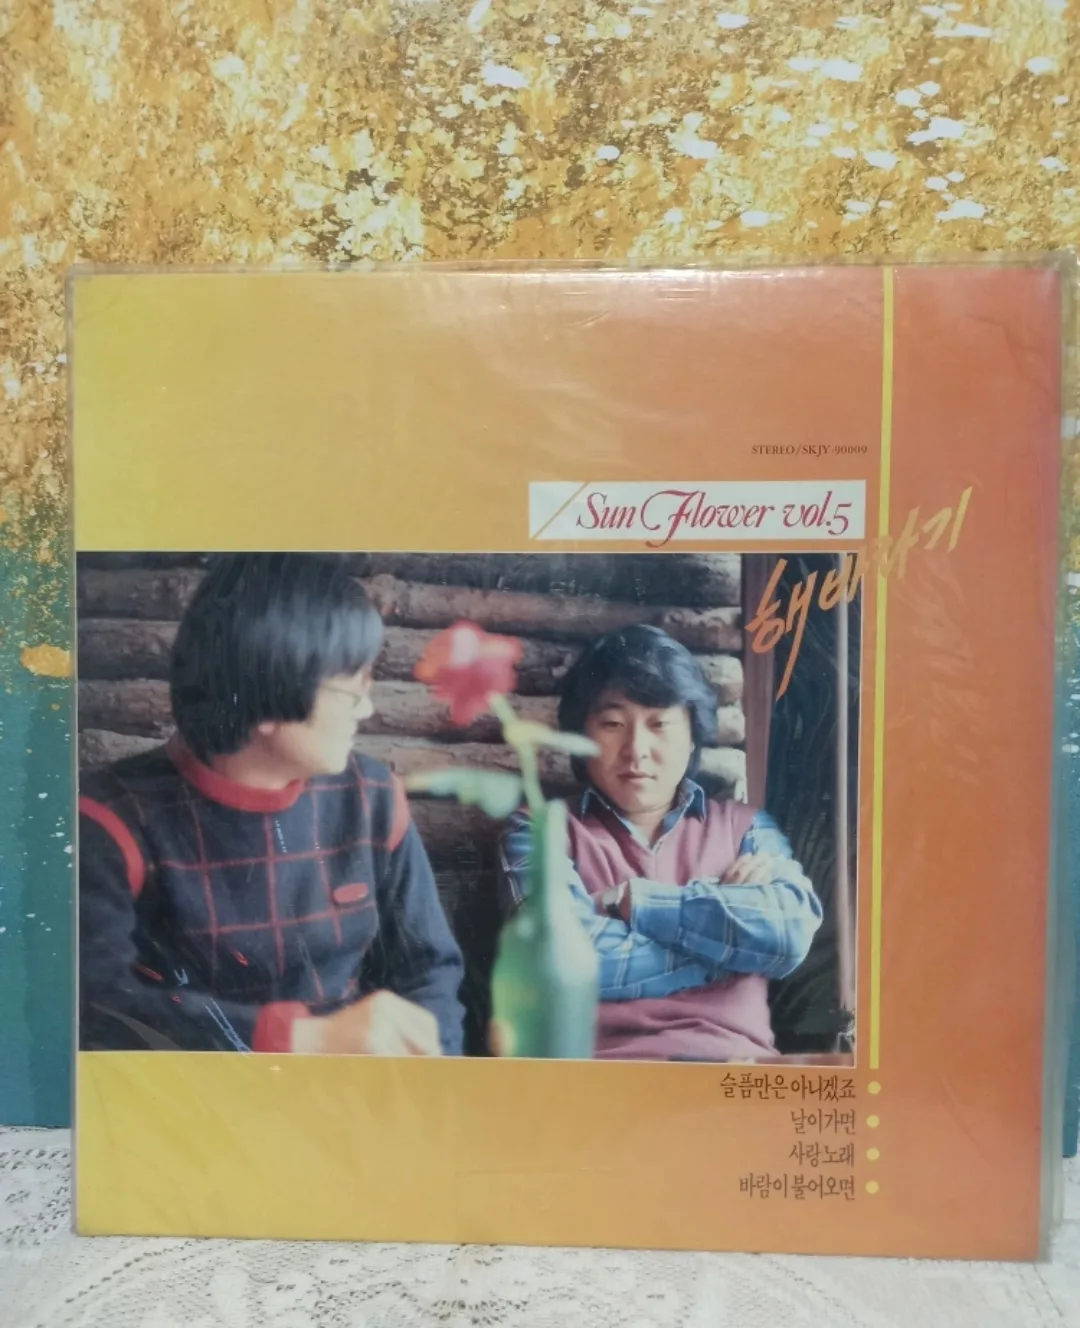 STEREO/SKJY-90009
Sun Flower vol.5
해바라기
슬픔만은 아니겠죠
날이가면
사랑노래
바람이 불어오면